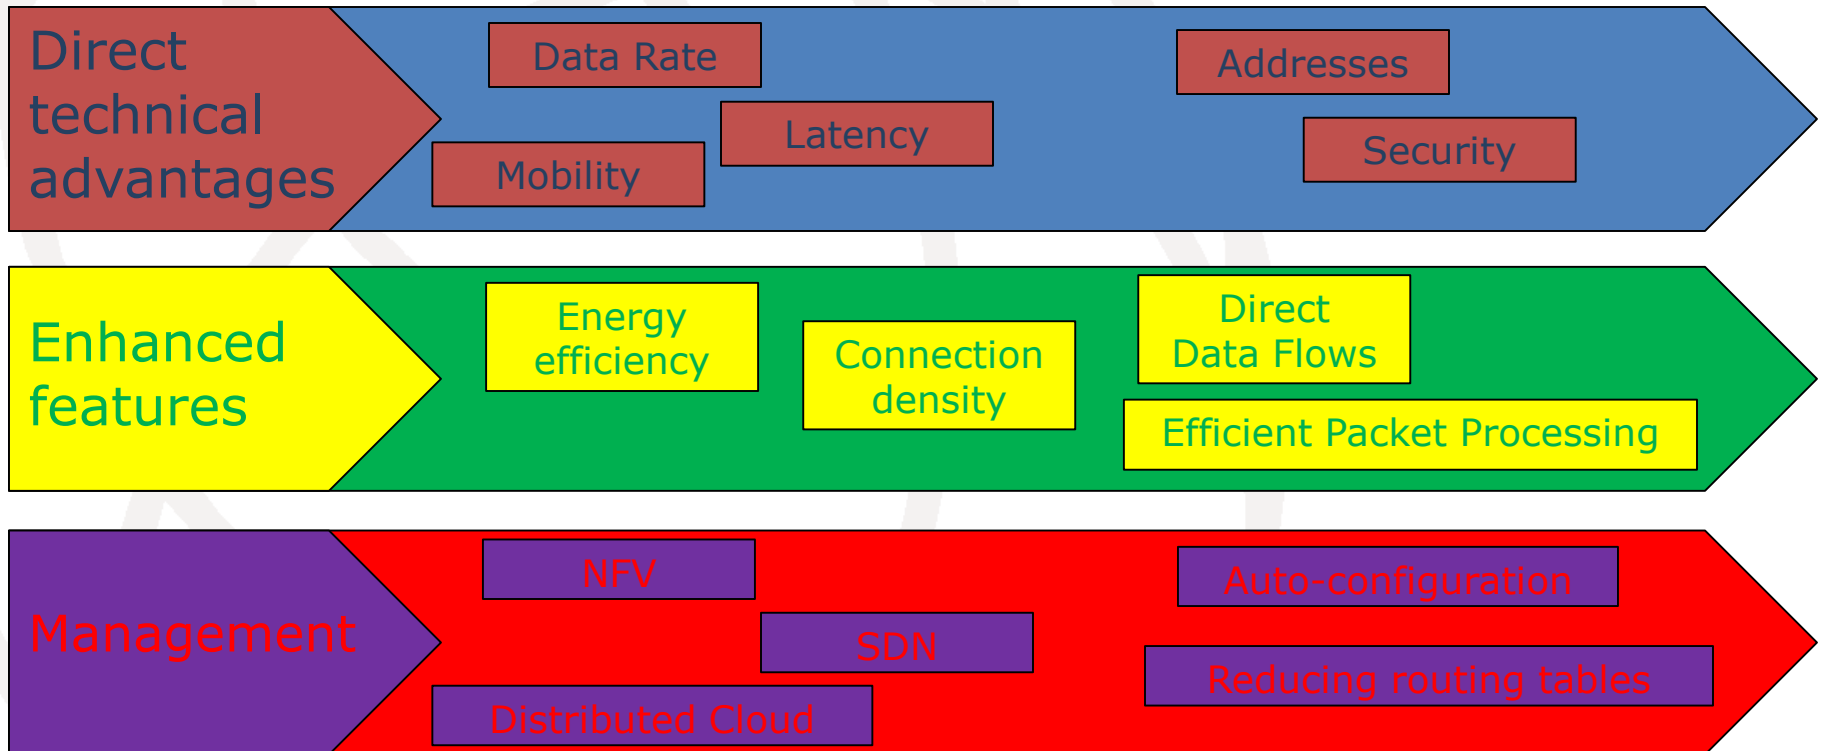 Direct
technical
advantages
Data Rate
Latency
Mobility
Addresses
Security
Enhanced
features
Energy
efficiency
Connection
density
Direct
Data Flows
Efficient Packet Processing
Management
NFV
SDN
Distributed Cloud
Auto-configuration
Reducing routing tables